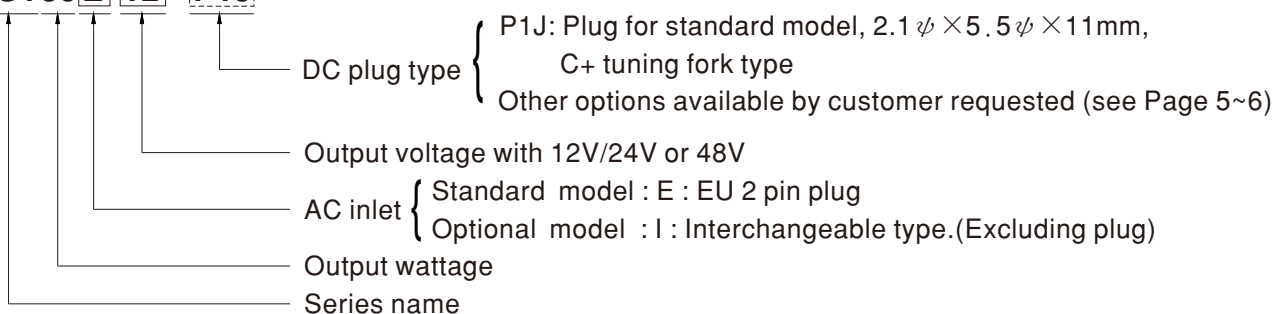 P1J: Plug for standard model, 2.1ψ×5.5ψ×11mm,
DC plug type
C+ tuning fork type
Other options available by customer requested (see Page 5~6)
Output voltage with 12V/24V or 48V
Standard model : E : EU 2 pin plug
AC inlet
Optional model : I : Interchangeable type.(Excluding plug)
Output wattage
Series name